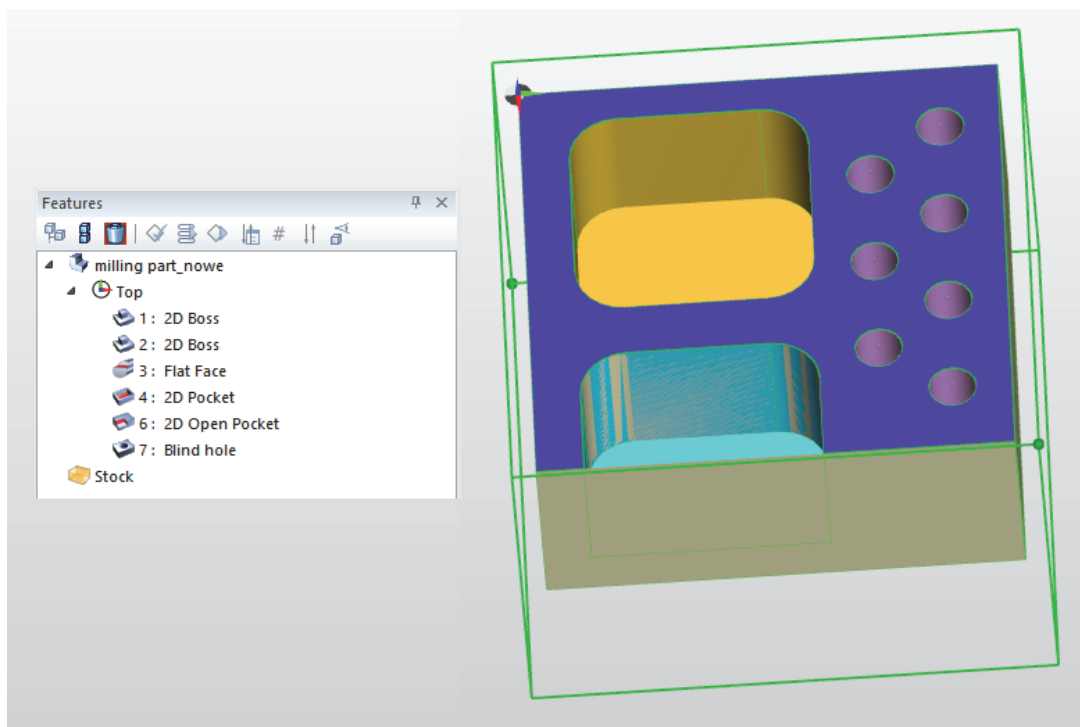 Features
#
milling part_nowe
Top
1 : 2D Boss
2 : 2D Boss
3 : Flat Face
4 : 2D Pocket
6 : 2D Open Pocket
7 : Blind hole
Stock